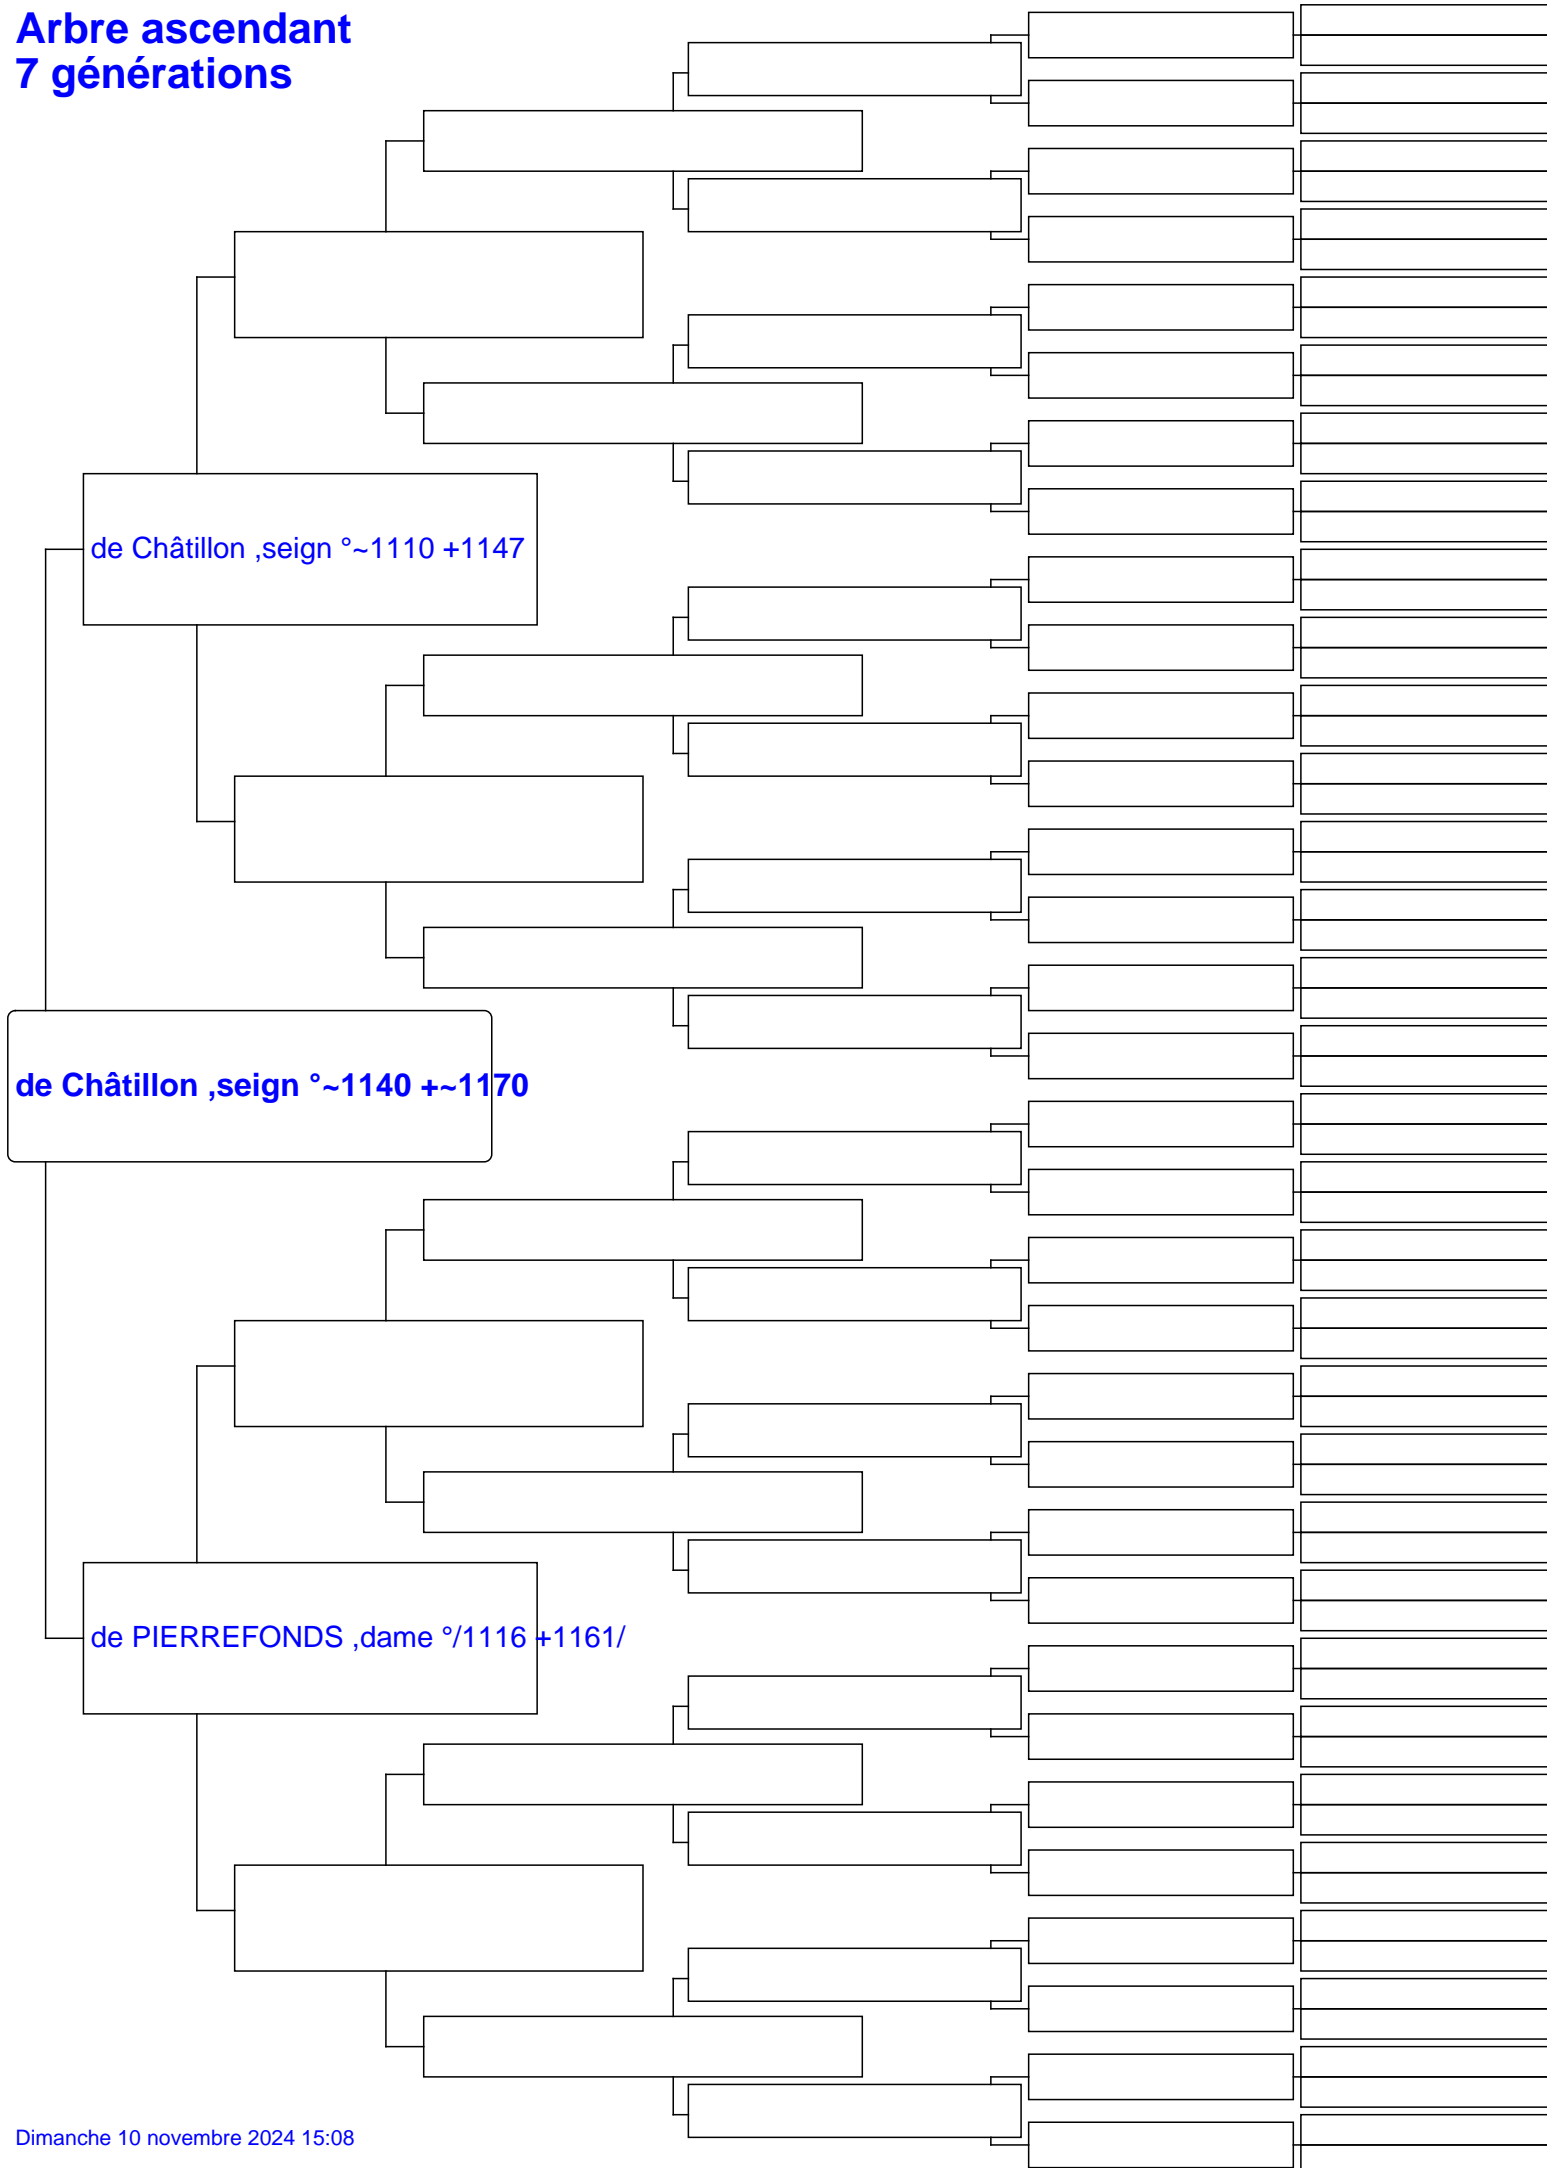 Arbre ascendant
7 générations
de Châtillon ,seign °~1110 +1147
de Châtillon ,seign °~1140 +~1170
de PIERREFONDS ,dame °/1116 +1161/
Dimanche 10 novembre 2024 15:08